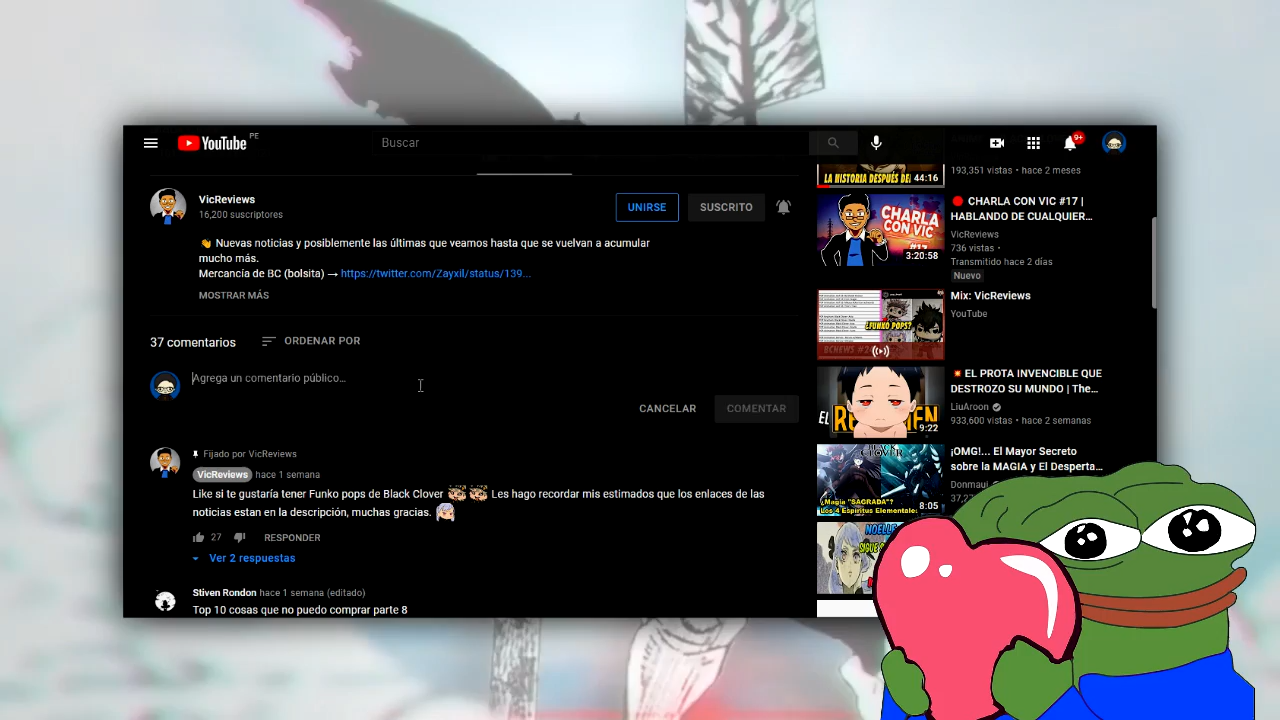 YouTube PE
Buscar
9+
VicReviews
16,200 suscriptores
UNIRSE
SUSCRITO
👋 Nuevas noticias y posiblemente las últimas que veamos hasta que se vuelvan a acumular
mucho más.
Mercancía de BC (bolsita) → https://twitter.com/Zayxil/status/139...
MOSTRAR MÁS
37 comentarios
ORDENAR POR
Agrega un comentario público...
CANCELAR
COMENTAR
Fijado por VicReviews
VicReviews hace 1 semana
Like si te gustaría tener Funko pops de Black Clover Les hago recordar mis estimados que los enlaces de las
noticias estan en la descripción, muchas gracias.
27
RESPONDER
Ver 2 respuestas
Stiven Rondon hace 1 semana (editado)
Top 10 cosas que no puedo comprar parte 8
LA HISTORIA DESPUÉS DE
44:16
193,351 vistas • hace 2 meses
CHARLA
CON VIC
#17
3:20:58
🔴 CHARLA CON VIC #17 |
HABLANDO DE CUALQUIER...
VicReviews
736 vistas •
Transmitido hace 2 días
Nuevo
¿FUNKO POPS?
Mix: VicReviews
YouTube
EL
9:22
💥 EL PROTA INVENCIBLE QUE
DESTROZO SU MUNDO | The...
LiuAroon
933,600 vistas • hace 2 semanas
¿Magia "SAGRADA"?
Los 4 Espíritus Elementales
8:05
¡OMG!... El Mayor Secreto
sobre la MAGIA y El Desperta...
Donmaui
NOELLE
SIGUE